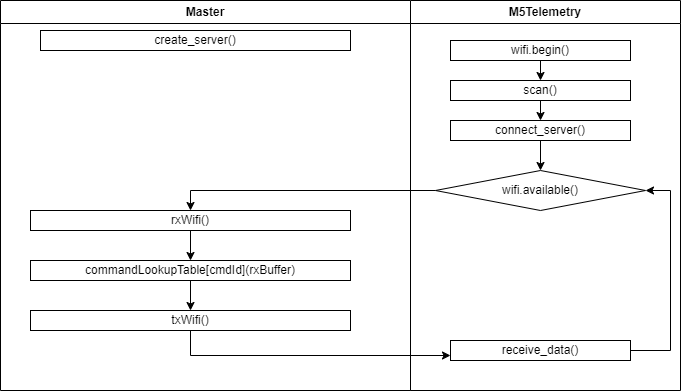 Master
M5Telemetry
create_server()
wifi.begin()
scan()
connect_server()
wifi.available()
rxWifi()
commandLookupTable[cmdId](rxBuffer)
txWifi()
receive_data()